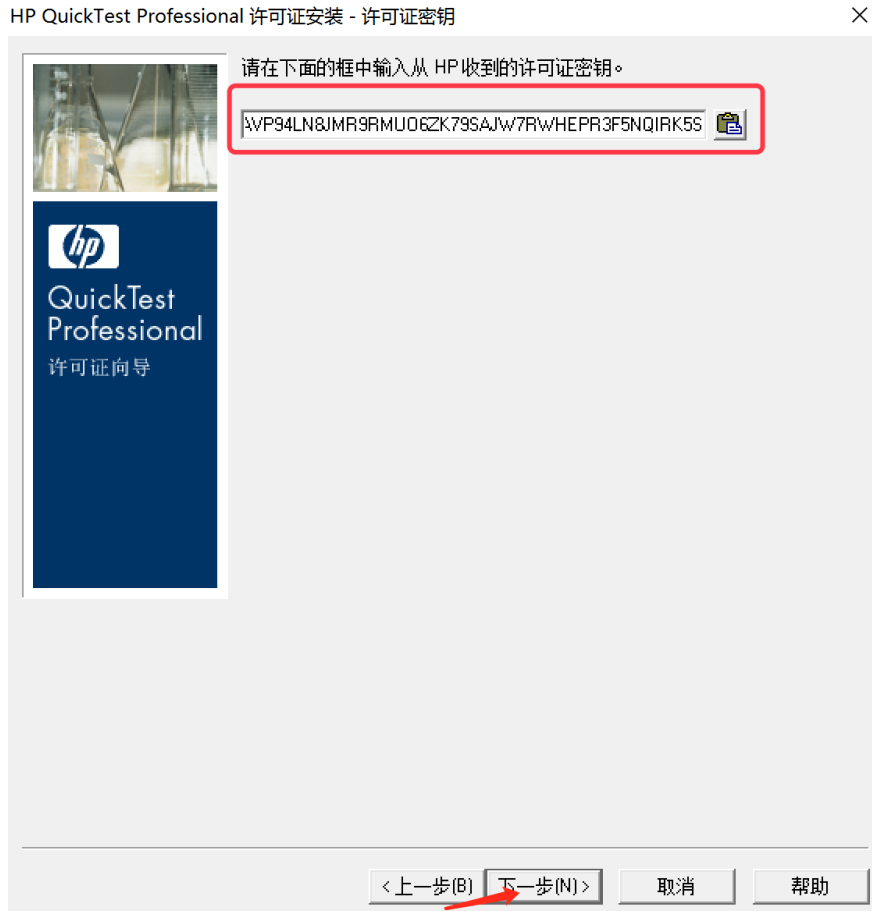 HP QuickTest Professional 许可证安装 - 许可证密钥
请在下面的框中输入从 HP 收到的许可证密钥。
AVP94LN8JMR9RMUO6ZK79SAJW7RWHEPR3F5NQIRK5S
hp
QuickTest
Professional
许可证向导
<上一步(B) 下一步(N)> 取消 帮助